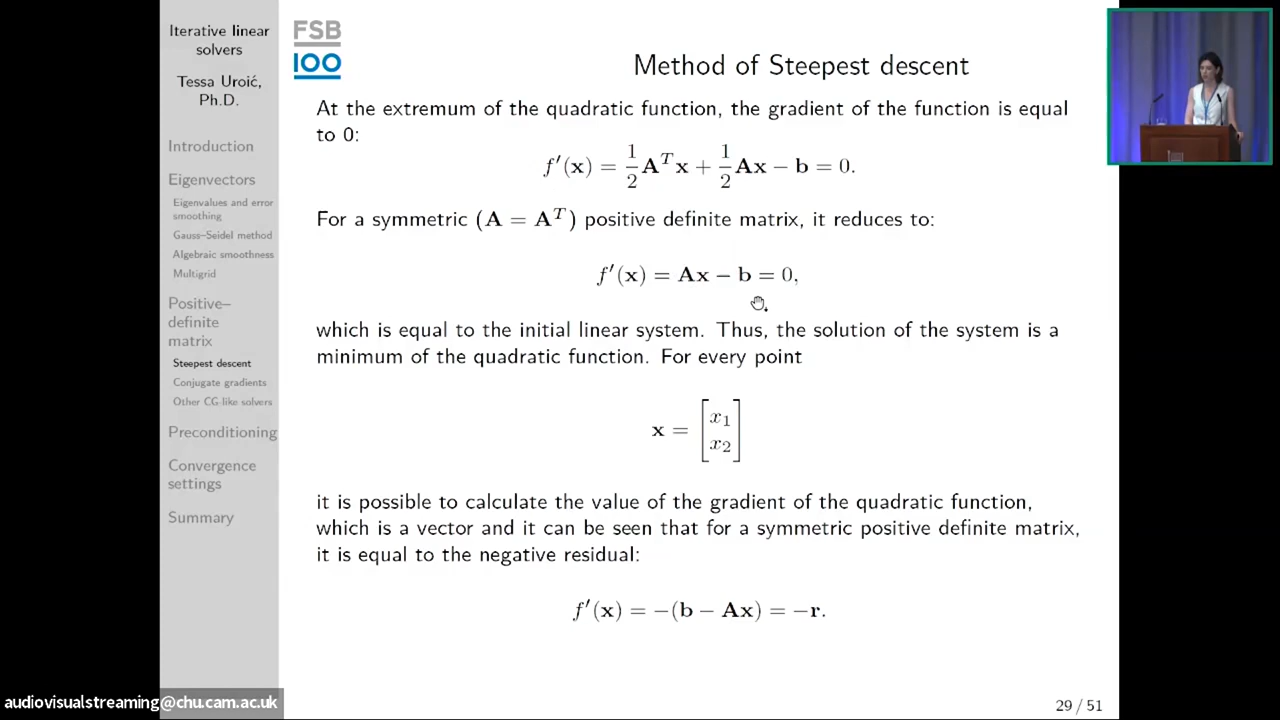 Iterative linear
solvers
Tessa Uroić,
Ph.D.
Introduction
Eigenvectors
Eigenvalues and error
smoothing
Gauss–Seidel method
Algebraic smoothness
Multigrid
Positive–
definite
matrix
Steepest descent
Conjugate gradients
Other CG-like solvers
Preconditioning
Convergence
settings
Summary
FSB
100
Method of Steepest descent
At the extremum of the quadratic function, the gradient of the function is equal
to 0:
f′(x) = 1/2 Aᵀx + 1/2 Ax − b = 0.
For a symmetric (A = Aᵀ) positive definite matrix, it reduces to:
f′(x) = Ax − b = 0,
which is equal to the initial linear system. Thus, the solution of the system is a
minimum of the quadratic function. For every point
x = [x₁ x₂]
it is possible to calculate the value of the gradient of the quadratic function,
which is a vector and it can be seen that for a symmetric positive definite matrix,
it is equal to the negative residual:
f′(x) = −(b − Ax) = −r.
29 / 51
audiovisualstreaming@chu.cam.ac.uk